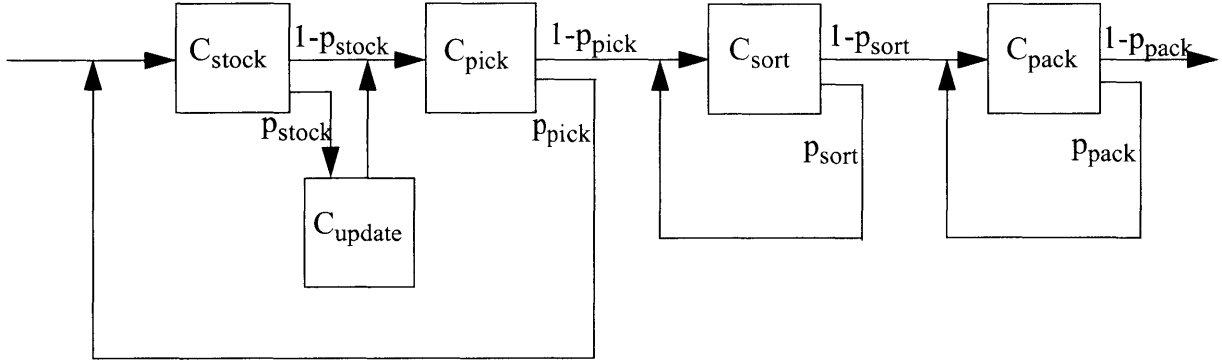 C_stock 1-p_stock C_pick 1-p_pick C_sort 1-p_sort C_pack 1-p_pack
p_stock p_pick p_sort p_pack
C_update